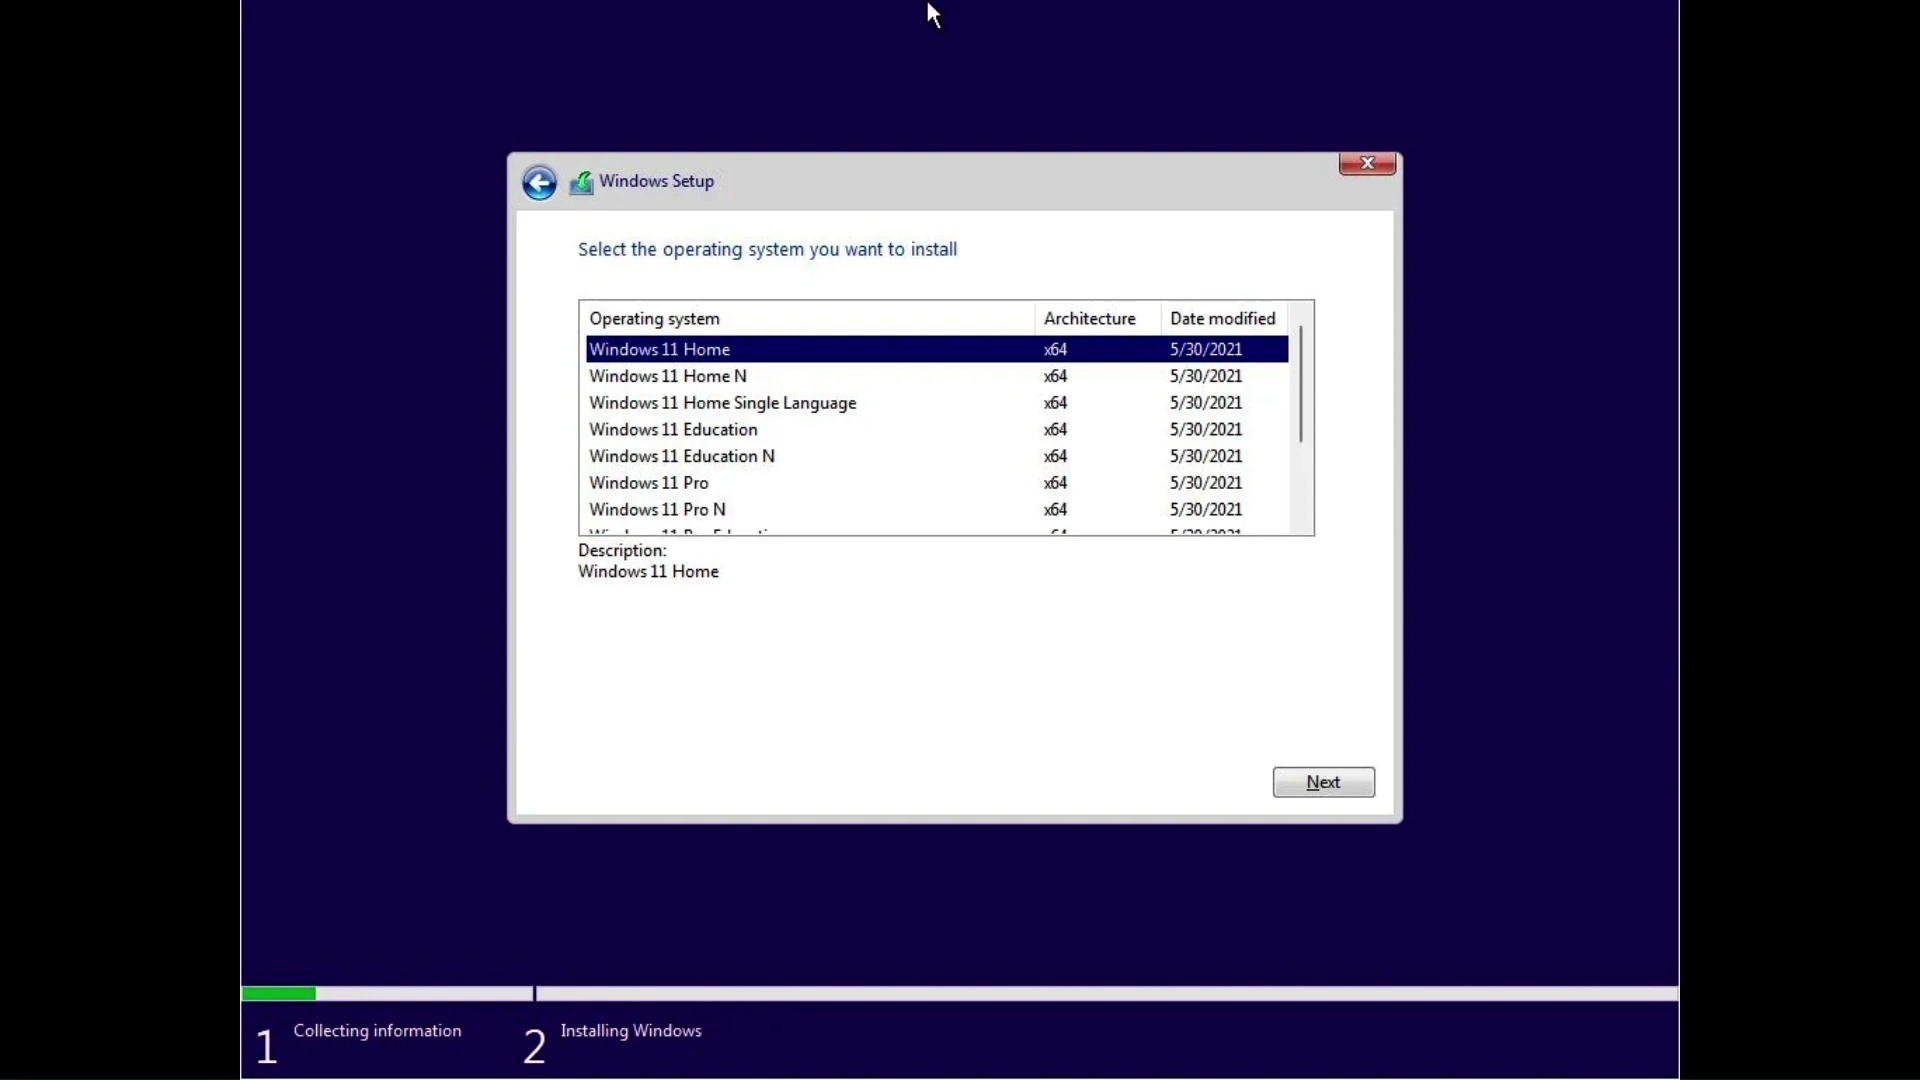 Windows Setup
Select the operating system you want to install
Operating system Architecture Date modified
Windows 11 Home x64 5/30/2021
Windows 11 Home N x64 5/30/2021
Windows 11 Home Single Language x64 5/30/2021
Windows 11 Education x64 5/30/2021
Windows 11 Education N x64 5/30/2021
Windows 11 Pro x64 5/30/2021
Windows 11 Pro N x64 5/30/2021
Description:
Windows 11 Home
Next
1 Collecting information 2 Installing Windows